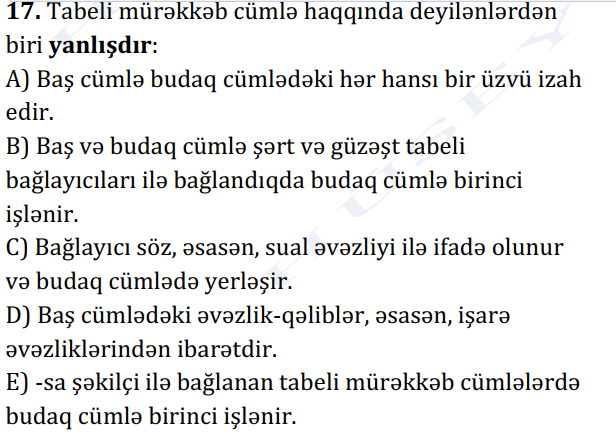 17. Tabeli mürəkkəb cümlə haqqında deyilənlərdən
biri yanlışdır:
A) Baş cümlə budaq cümlədəki hər hansı bir üzvü izah
edir.
B) Baş və budaq cümlə şərt və güzəşt tabeli
bağlayıcıları ilə bağlandıqda budaq cümlə birinci
işlənir.
C) Bağlayıcı söz, əsasən, sual əvəzliyi ilə ifadə olunur
və budaq cümlədə yerləşir.
D) Baş cümlədəki əvəzlik-qəliblər, əsasən, işarə
əvəzliklərindən ibarətdir.
E) -sa şəkilçi ilə bağlanan tabeli mürəkkəb cümlələrdə
budaq cümlə birinci işlənir.